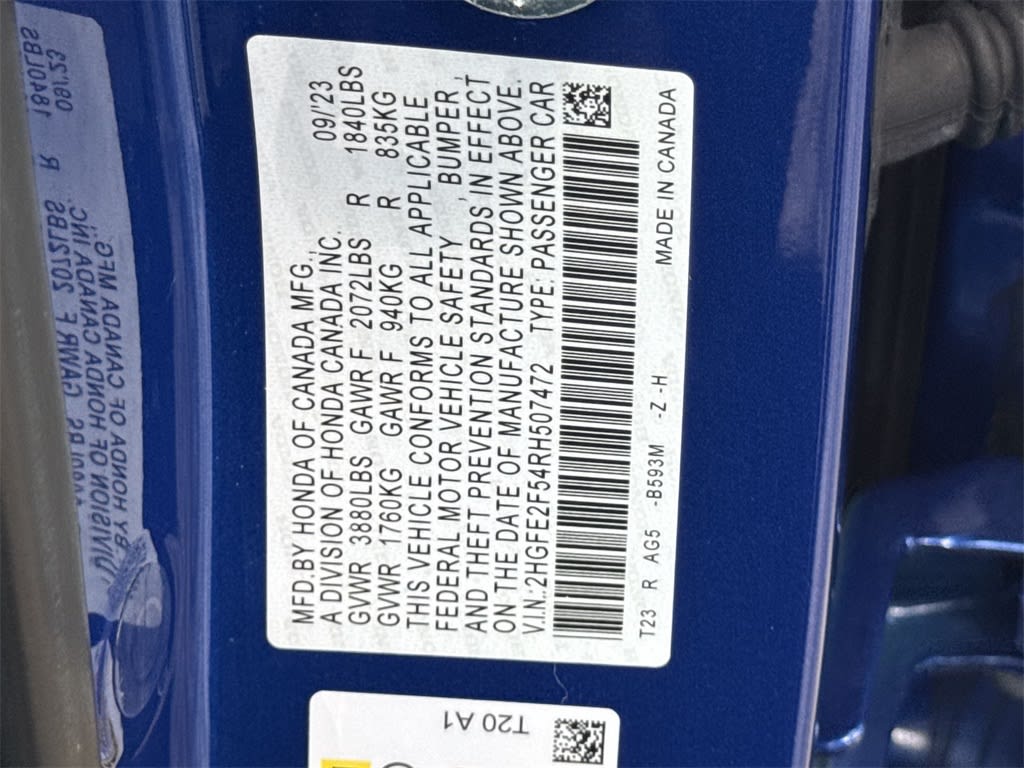 MFD.BY HONDA OF CANADA MFG.,
A DIVISION OF HONDA CANADA INC. 09/'23
GVWR 3880LBS GAWR F 2072LBS R 1840LBS
GVWR 1760KG GAWR F 940KG R 835KG
THIS VEHICLE CONFORMS TO ALL APPLICABLE
FEDERAL MOTOR VEHICLE SAFETY , BUMPER,
AND THEFT PREVENTION STANDARDS, IN EFFECT
ON THE DATE OF MANUFACTURE SHOWN ABOVE.
V.I.N.:2HGFE2F54RH507472 TYPE: PASSENGER CAR
T23 R AG5 -B593M -Z -H MADE IN CANADA
T20 A1